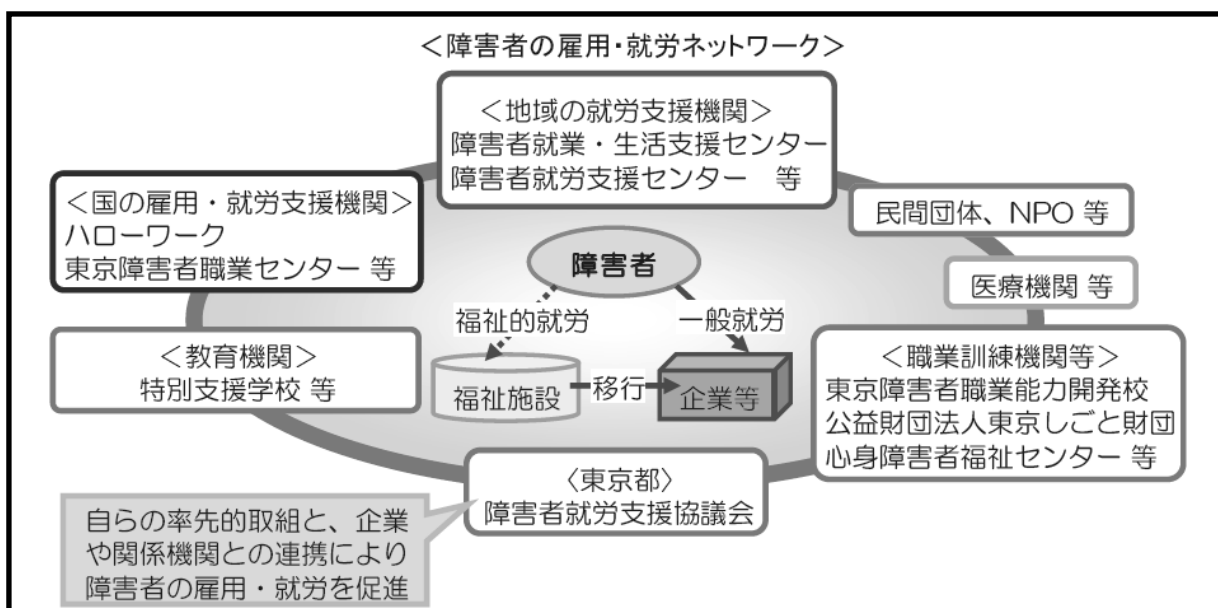 ＜障害者の雇用・就労ネットワーク＞
＜地域の就労支援機関＞
障害者就業・生活支援センター
障害者就労支援センター　等
＜国の雇用・就労支援機関＞
ハローワーク
東京障害者職業センター 等
民間団体、NPO 等
医療機関 等
障害者
福祉的就労
一般就労
福祉施設
移行
企業等
＜教育機関＞
特別支援学校 等
＜職業訓練機関等＞
東京障害者職業能力開発校
公益財団法人東京しごと財団
心身障害者福祉センター 等
〈東京都〉
障害者就労支援協議会
自らの率先的取組と、企業
や関係機関との連携により
障害者の雇用・就労を促進